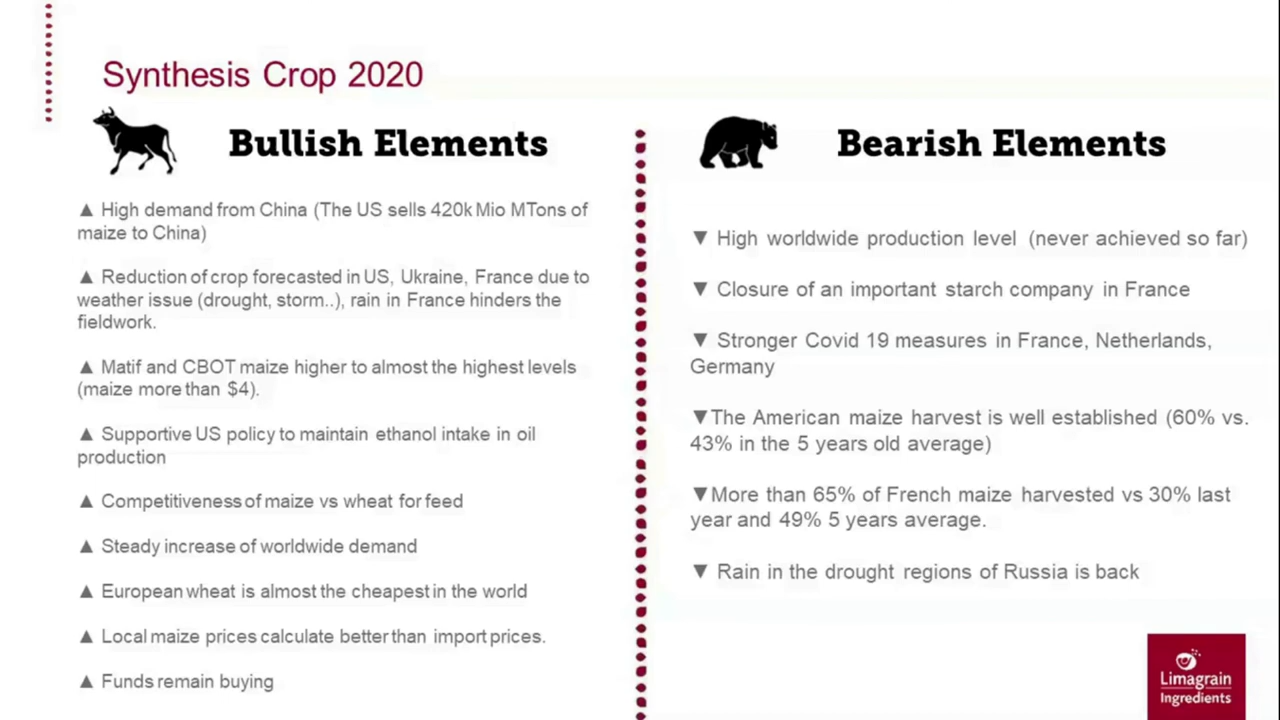 Synthesis Crop 2020
Bullish Elements
▲ High demand from China (The US sells 420k Mio MTons of
maize to China)
▲ Reduction of crop forecasted in US, Ukraine, France due to
weather issue (drought, storm..), rain in France hinders the
fieldwork.
▲ Matif and CBOT maize higher to almost the highest levels
(maize more than $4).
▲ Supportive US policy to maintain ethanol intake in oil
production
▲ Competitiveness of maize vs wheat for feed
▲ Steady increase of worldwide demand
▲ European wheat is almost the cheapest in the world
▲ Local maize prices calculate better than import prices.
▲ Funds remain buying
Bearish Elements
▼ High worldwide production level (never achieved so far)
▼ Closure of an important starch company in France
▼ Stronger Covid 19 measures in France, Netherlands,
Germany
▼The American maize harvest is well established (60% vs.
43% in the 5 years old average)
▼More than 65% of French maize harvested vs 30% last
year and 49% 5 years average.
▼ Rain in the drought regions of Russia is back
Limagrain
Ingredients